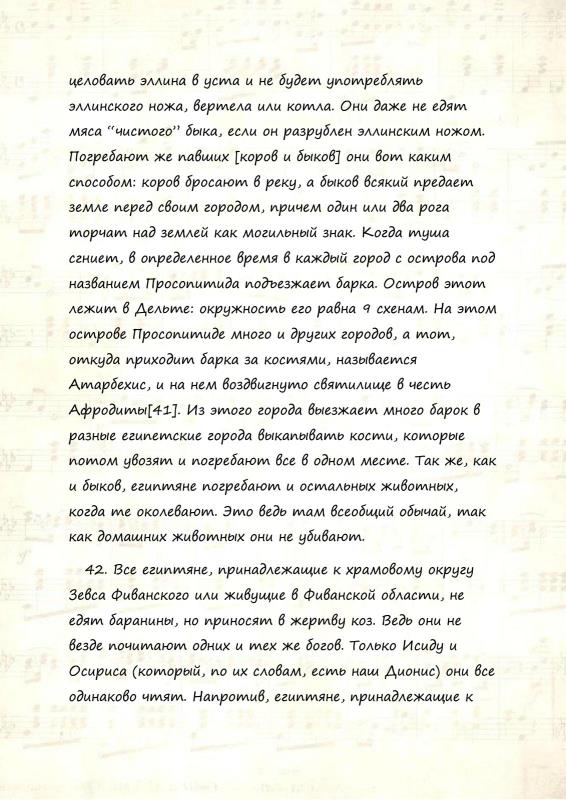 целовать эллина в уста и не будет употреблять
эллинского ножа, вертела или котла. Они даже не едят
мяса “чистого” быка, если он разрублен эллинским ножом.
Погребают же павших [коров и быков] они вот каким
способом: коров бросают в реку, а быков всякий предает
земле перед своим городом, причем один или два рога
торчат над землей как могильный знак. Когда туша
сгниет, в определенное время в каждый город с острова под
названием Просопитида подъезжает барка. Остров этот
лежит в Дельте: окружность его равна 9 схенам. На этом
острове Просопитиде много и других городов, а тот,
откуда приходит барка за костями, называется
Атарбехис, и на нем воздвигнуто святилище в честь
Афродиты[41]. Из этого города выезжает много барок в
разные египетские города выкапывать кости, которые
потом увозят и погребают все в одном месте. Так же, как
и быков, египтяне погребают и остальных животных,
когда те околевают. Это ведь там всеобщий обычай, так
как домашних животных они не убивают.
42. Все египтяне, принадлежащие к храмовому округу
Зевса Фиванского или живущие в Фиванской области, не
едят баранины, но приносят в жертву коз. Ведь они не
везде почитают одних и тех же богов. Только Исиду и
Осириса (который, по их словам, есть наш Дионис) они все
одинаково чтят. Напротив, египтяне, принадлежащие к